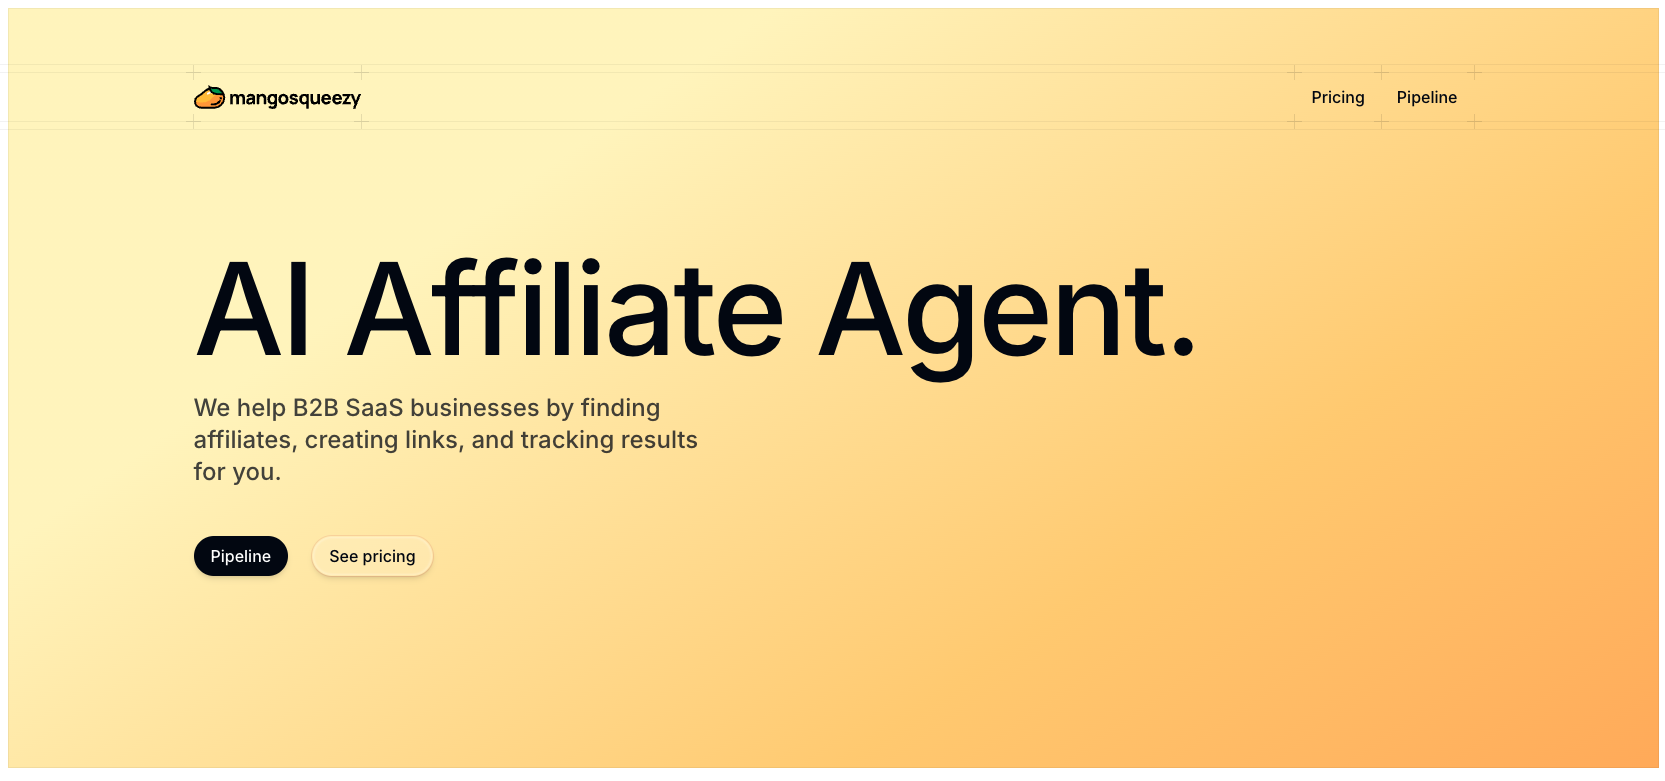 mangosqueezy
Pricing
Pipeline
AI Affiliate Agent.
We help B2B SaaS businesses by finding
affiliates, creating links, and tracking results
for you.
Pipeline
See pricing